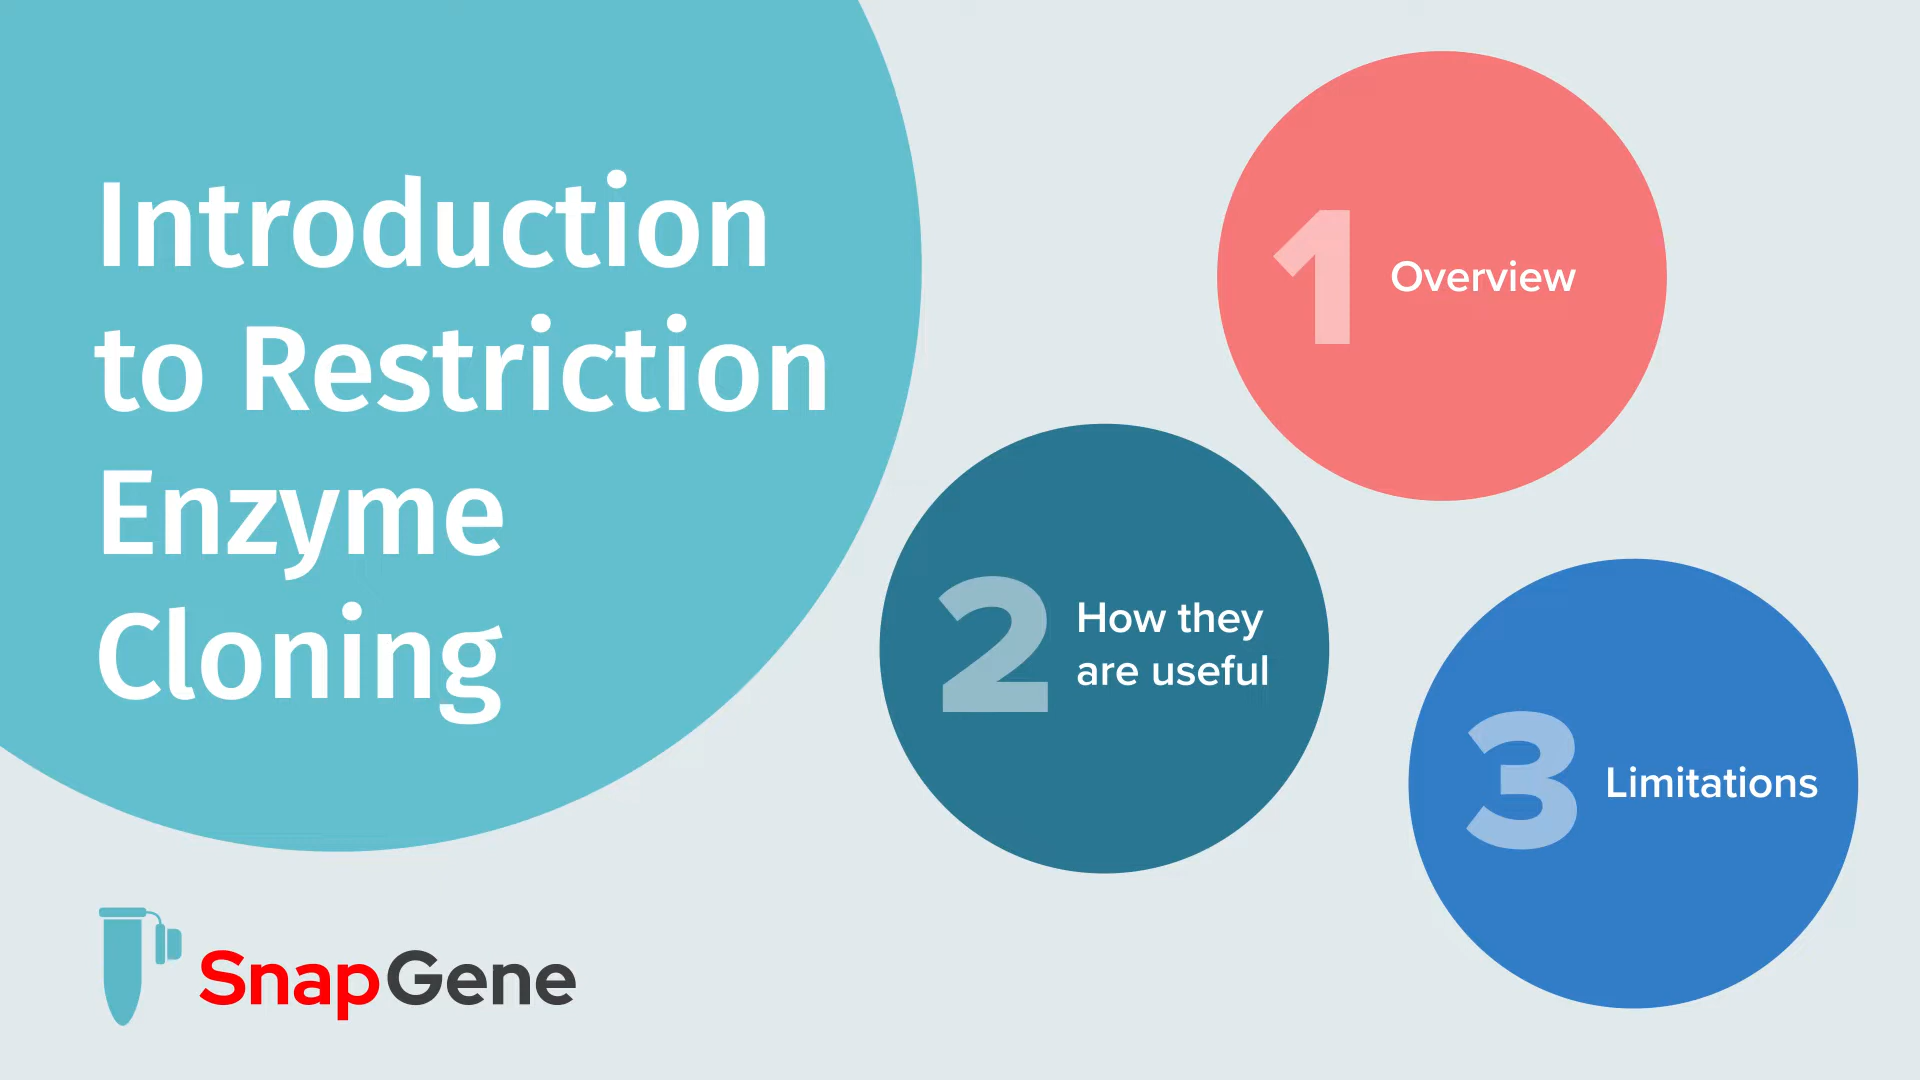 Introduction
to Restriction
Enzyme
Cloning
1 Overview
2 How they
are useful
3 Limitations
SnapGene